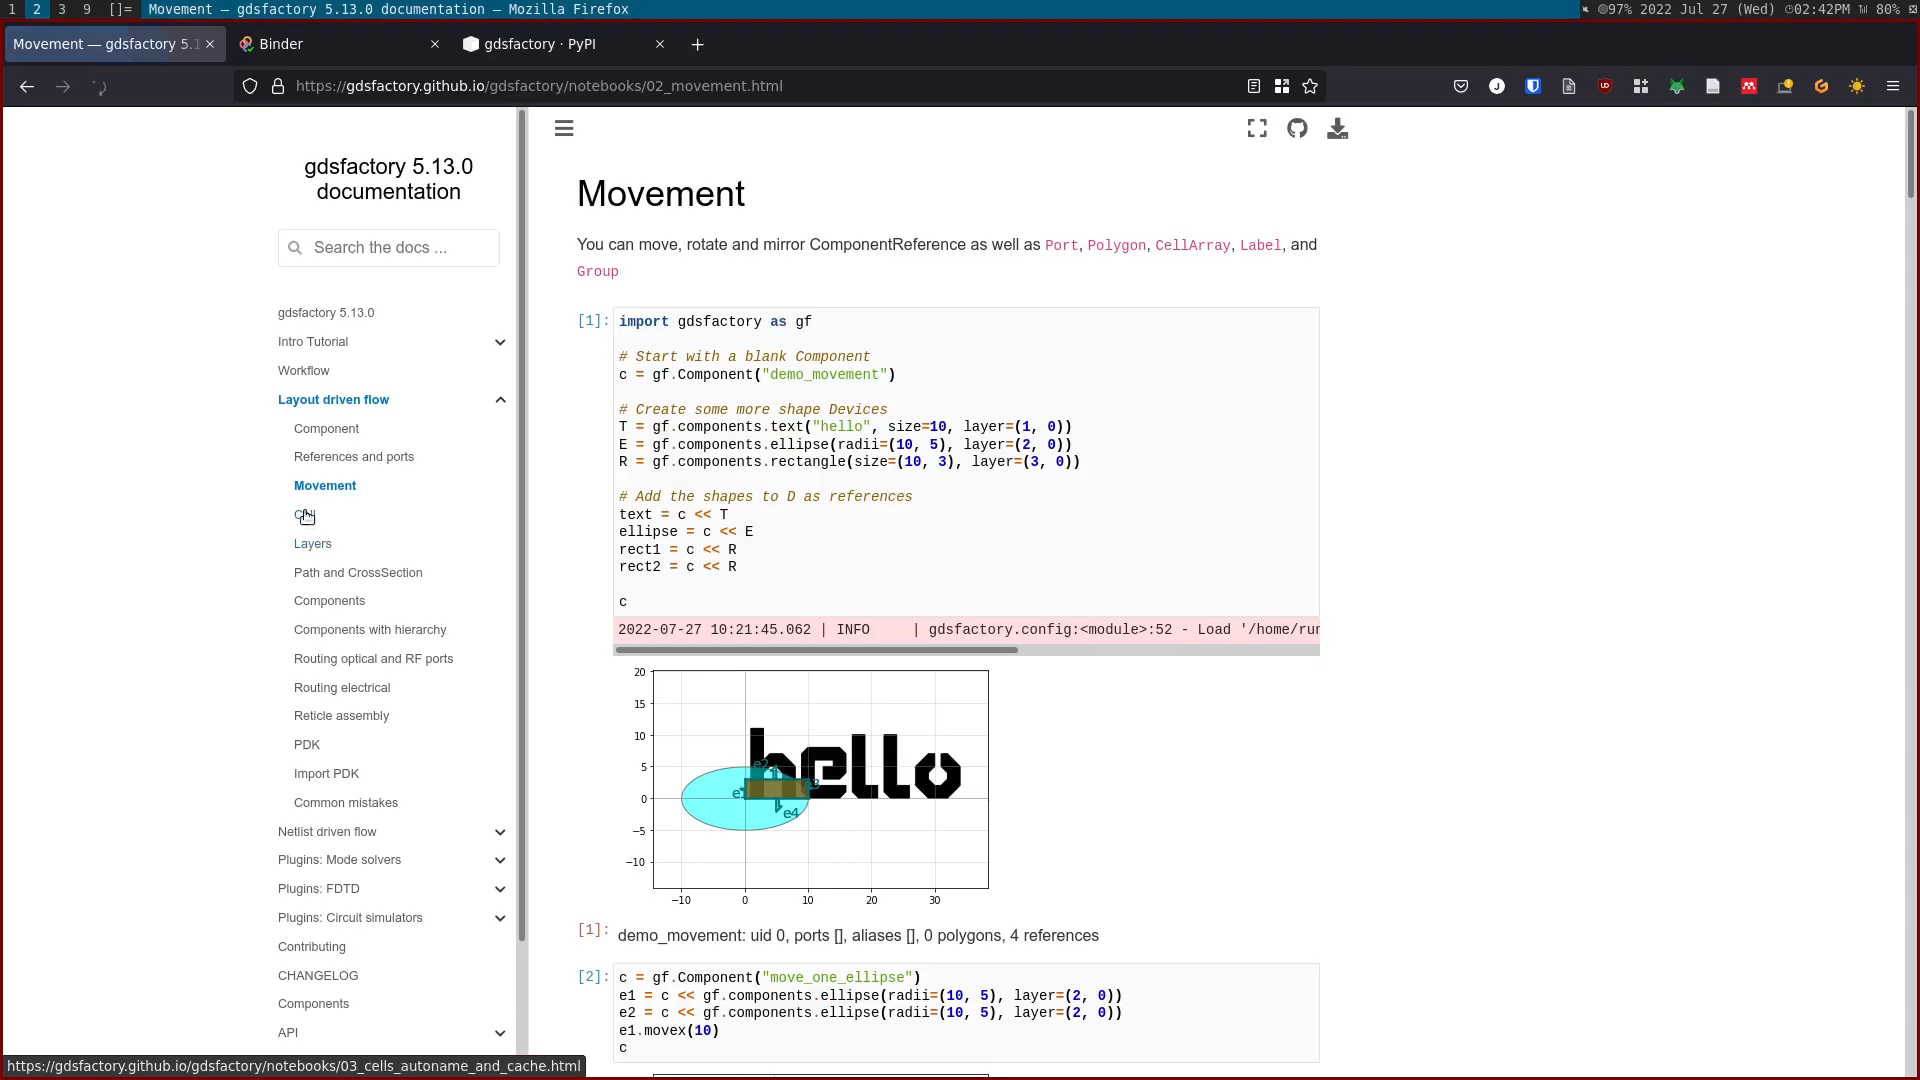 1 2 3 9 []= Movement — gdsfactory 5.13.0 documentation — Mozilla Firefox 97% 2022 Jul 27 (Wed) 02:42PM 80%
Movement — gdsfactory 5.1 Binder gdsfactory · PyPI
https://gdsfactory.github.io/gdsfactory/notebooks/02_movement.html
gdsfactory 5.13.0
documentation
Search the docs ...
gdsfactory 5.13.0
Intro Tutorial
Workflow
Layout driven flow
Component
References and ports
Movement
Layers
Path and CrossSection
Components
Components with hierarchy
Routing optical and RF ports
Routing electrical
Reticle assembly
PDK
Import PDK
Common mistakes
Netlist driven flow
Plugins: Mode solvers
Plugins: FDTD
Plugins: Circuit simulators
Contributing
CHANGELOG
Components
API
Movement
You can move, rotate and mirror ComponentReference as well as Port, Polygon, CellArray, Label, and
Group
[1]: import gdsfactory as gf
# Start with a blank Component
c = gf.Component("demo_movement")
# Create some more shape Devices
T = gf.components.text("hello", size=10, layer=(1, 0))
E = gf.components.ellipse(radii=(10, 5), layer=(2, 0))
R = gf.components.rectangle(size=(10, 3), layer=(3, 0))
# Add the shapes to D as references
text = c << T
ellipse = c << E
rect1 = c << R
rect2 = c << R
c
2022-07-27 10:21:45.062 | INFO | gdsfactory.config:<module>:52 - Load '/home/run
20
15
10
5
0
−5
−10
hello
e2
e4
−10 0 10 20 30
[1]: demo_movement: uid 0, ports [], aliases [], 0 polygons, 4 references
[2]: c = gf.Component("move_one_ellipse")
e1 = c << gf.components.ellipse(radii=(10, 5), layer=(2, 0))
e2 = c << gf.components.ellipse(radii=(10, 5), layer=(2, 0))
e1.movex(10)
c
https://gdsfactory.github.io/gdsfactory/notebooks/03_cells_autoname_and_cache.html